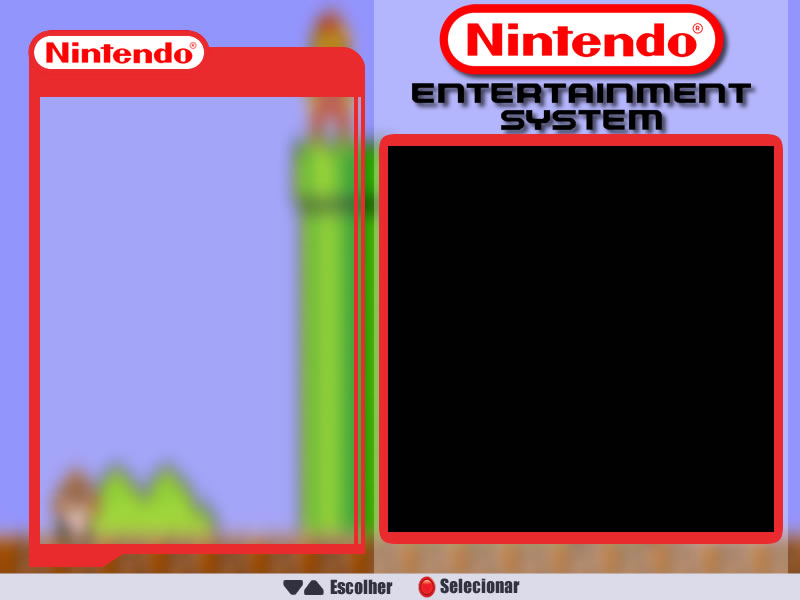 Nintendo®
Nintendo®
ENTERTAINMENT
SYSTEM
Escolher
Selecionar